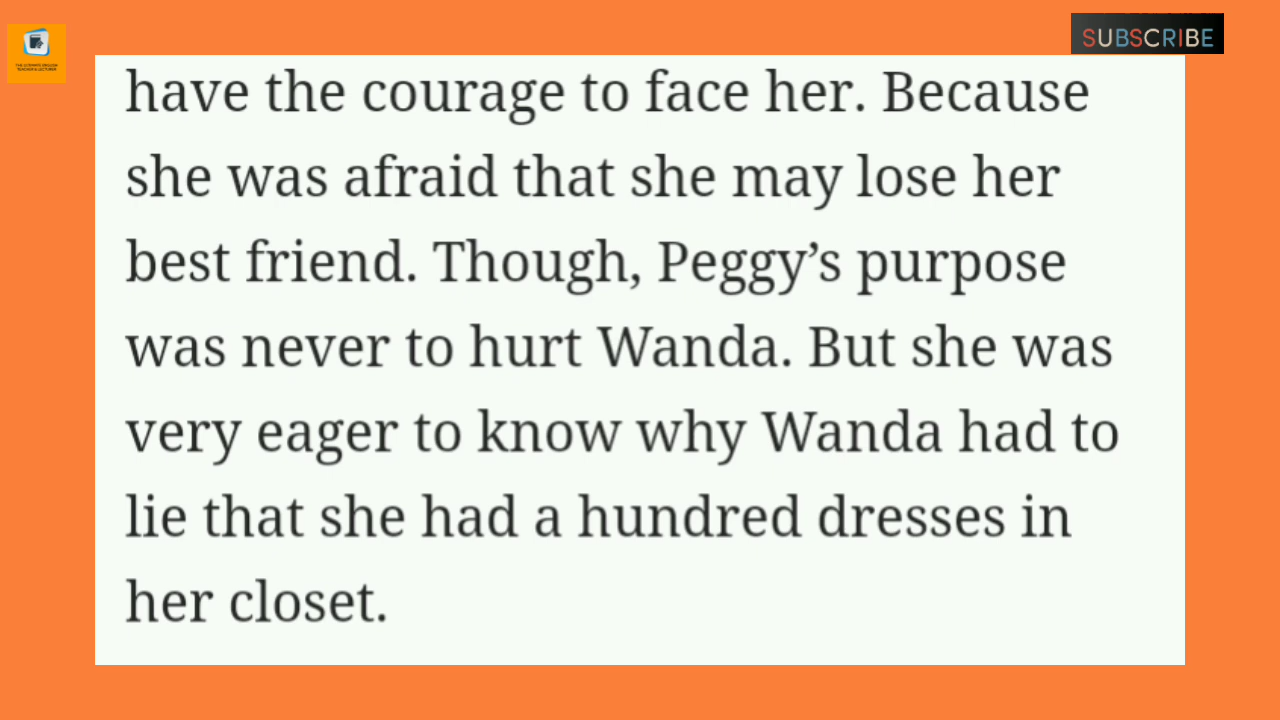 SUBSCRIBE
have the courage to face her. Because
she was afraid that she may lose her
best friend. Though, Peggy’s purpose
was never to hurt Wanda. But she was
very eager to know why Wanda had to
lie that she had a hundred dresses in
her closet.